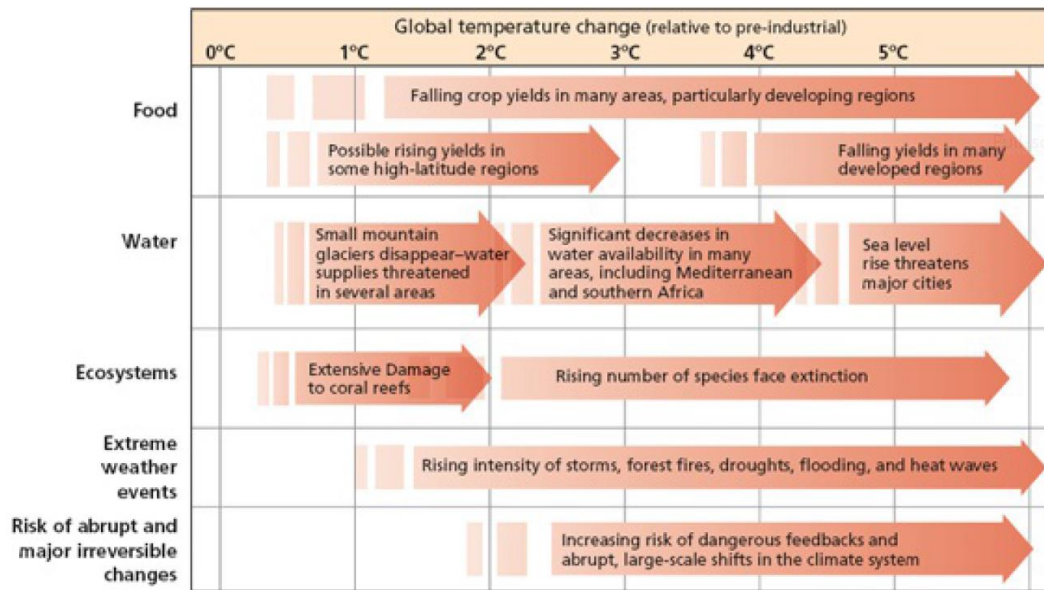 Global temperature change (relative to pre-industrial)
0°C 1°C 2°C 3°C 4°C 5°C
Food
Falling crop yields in many areas, particularly developing regions
Possible rising yields in
some high-latitude regions
Falling yields in many
developed regions
Water
Small mountain
glaciers disappear–water
supplies threatened
in several areas
Significant decreases in
water availability in many
areas, including Mediterranean
and southern Africa
Sea level
rise threatens
major cities
Ecosystems
Extensive Damage
to coral reefs
Rising number of species face extinction
Extreme
weather
events
Rising intensity of storms, forest fires, droughts, flooding, and heat waves
Risk of abrupt and
major irreversible
changes
Increasing risk of dangerous feedbacks and
abrupt, large-scale shifts in the climate system